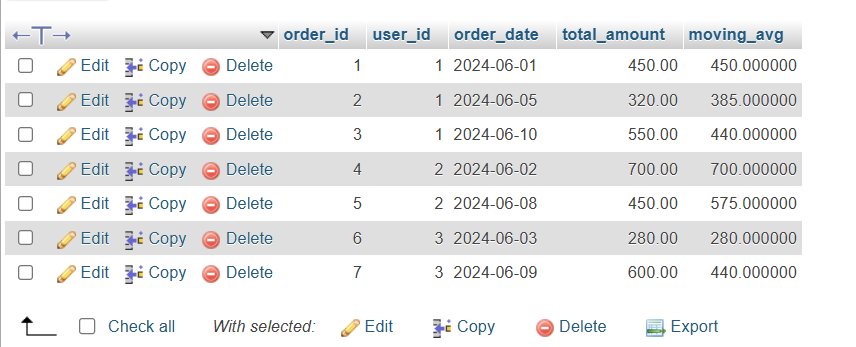 order_id user_id order_date total_amount moving_avg
Edit Copy Delete 1 1 2024-06-01 450.00 450.000000
Edit Copy Delete 2 1 2024-06-05 320.00 385.000000
Edit Copy Delete 3 1 2024-06-10 550.00 440.000000
Edit Copy Delete 4 2 2024-06-02 700.00 700.000000
Edit Copy Delete 5 2 2024-06-08 450.00 575.000000
Edit Copy Delete 6 3 2024-06-03 280.00 280.000000
Edit Copy Delete 7 3 2024-06-09 600.00 440.000000
Check all With selected: Edit Copy Delete Export